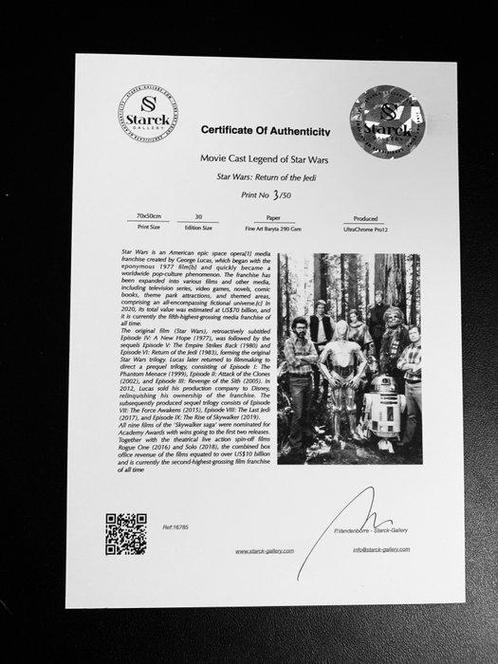 Starck
GALLERY
Starck
GALLERY
Certificate Of Authenticity
Movie Cast Legend of Star Wars
Star Wars: Return of the Jedi
Print No 3/50
70x50cm 30 Paper Produced
Print Size Edition Size Fine Art Baryta 290 Gsm UltraChrome Pro12
Star Wars is an American epic space opera[1] media
franchise created by George Lucas, which began with the
eponymous 1977 film[b] and quickly became a
worldwide pop-culture phenomenon. The franchise has
been expanded into various films and other media,
including television series, video games, novels, comic
books, theme park attractions, and themed areas,
comprising an all-encompassing fictional universe.[c] In
2020, its total value was estimated at US$70 billion, and
it is currently the fifth-highest-grossing media franchise of
all time.
The original film (Star Wars), retroactively subtitled
Episode IV: A New Hope (1977), was followed by the
sequels Episode V: The Empire Strikes Back (1980) and
Episode VI: Return of the Jedi (1983), forming the original
Star Wars trilogy. Lucas later returned to filmmaking to
direct a prequel trilogy, consisting of Episode I: The
Phantom Menace (1999), Episode II: Attack of the Clones
(2002), and Episode III: Revenge of the Sith (2005). In
2012, Lucas sold his production company to Disney,
relinquishing his ownership of the franchise. The
subsequently produced sequel trilogy consists of Episode
VII: The Force Awakens (2015), Episode VIII: The Last Jedi
(2017), and Episode IX: The Rise of Skywalker (2019).
All nine films of the 'Skywalker saga' were nominated for
Academy Awards with wins going to the first two releases.
Together with the theatrical live action spin-off films
Rogue One (2016) and Solo (2018), the combined box
office revenue of the films equated to over US$10 billion
and is currently the second-highest-grossing film franchise
of all time
Ref:16785
P.Vandenborre - Starck-Gallery
www.starck-gallery.com
info@starck-gallery.com